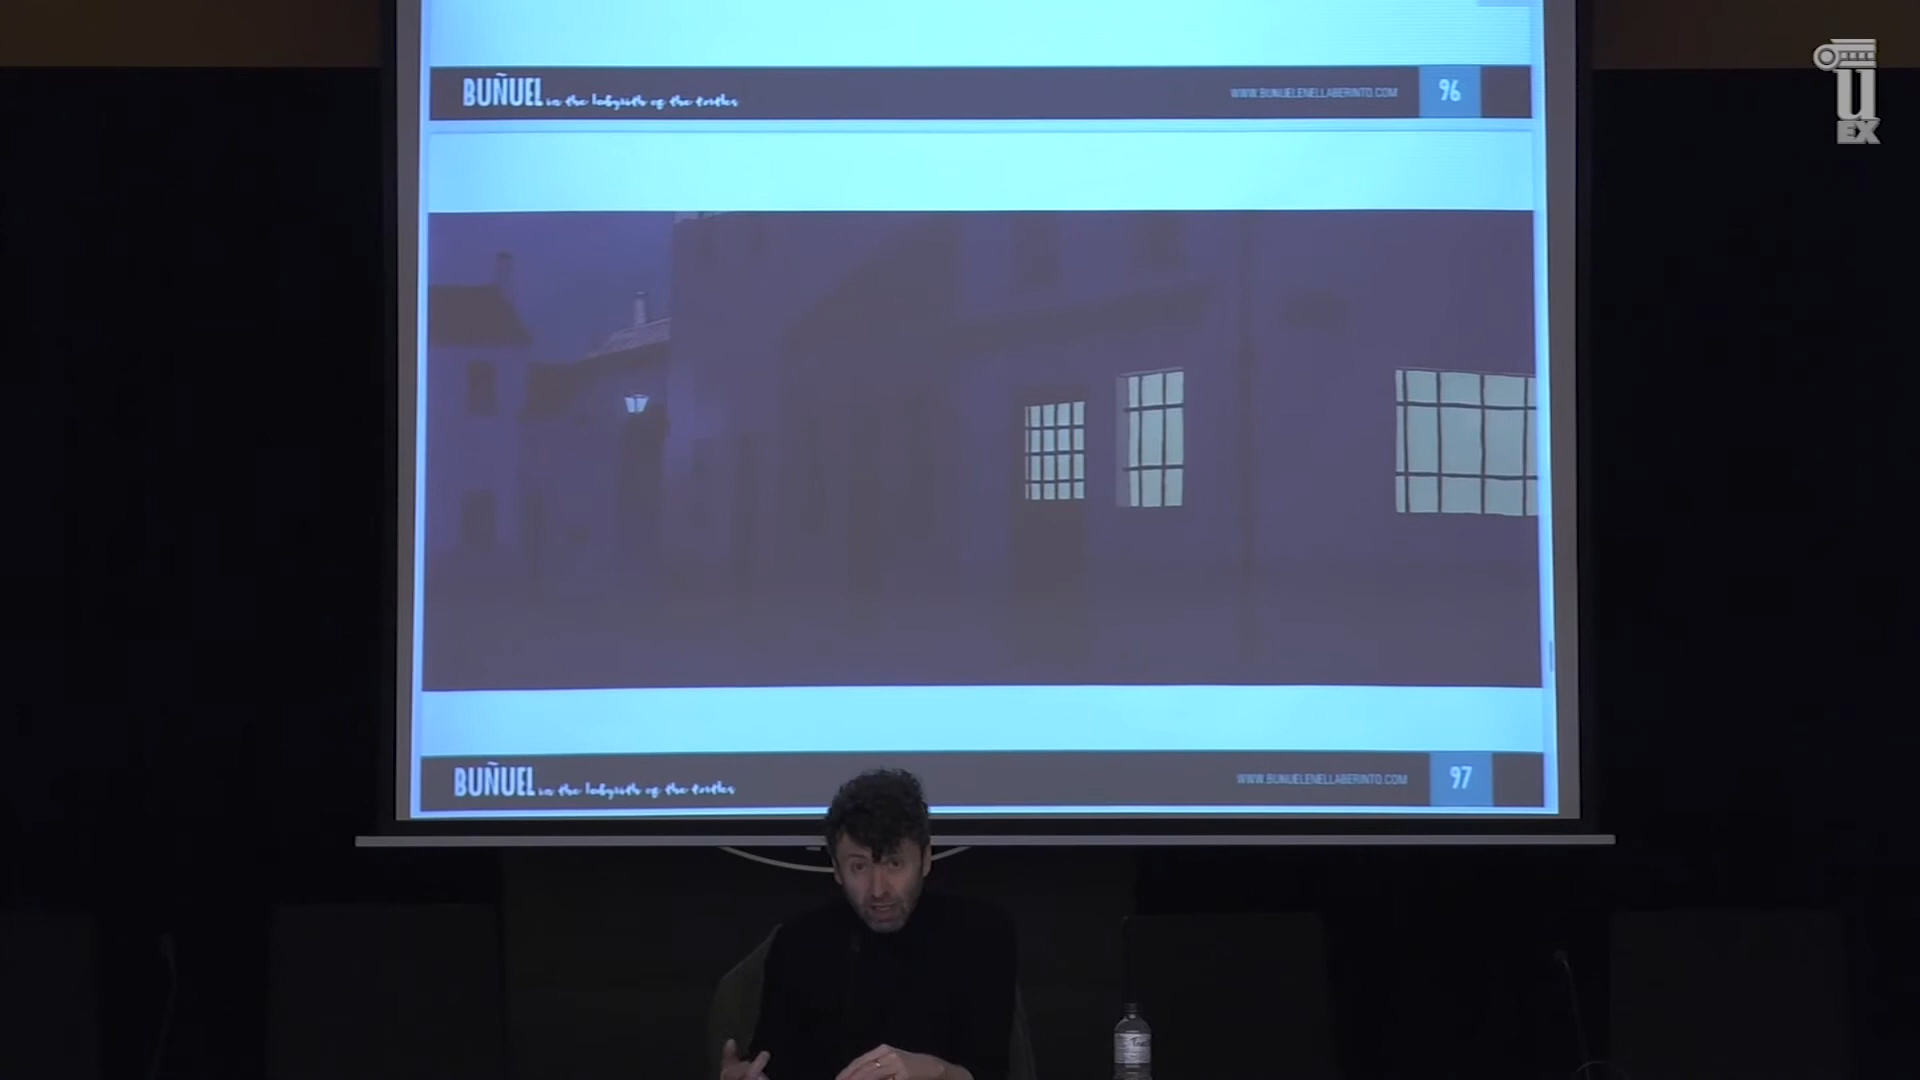 BUÑUEL in the labyrinth of the turtles
WWW.BUNUELENELLABERINTO.COM
96
U
EX
BUÑUEL in the labyrinth of the turtles
WWW.BUNUELENELLABERINTO.COM
97